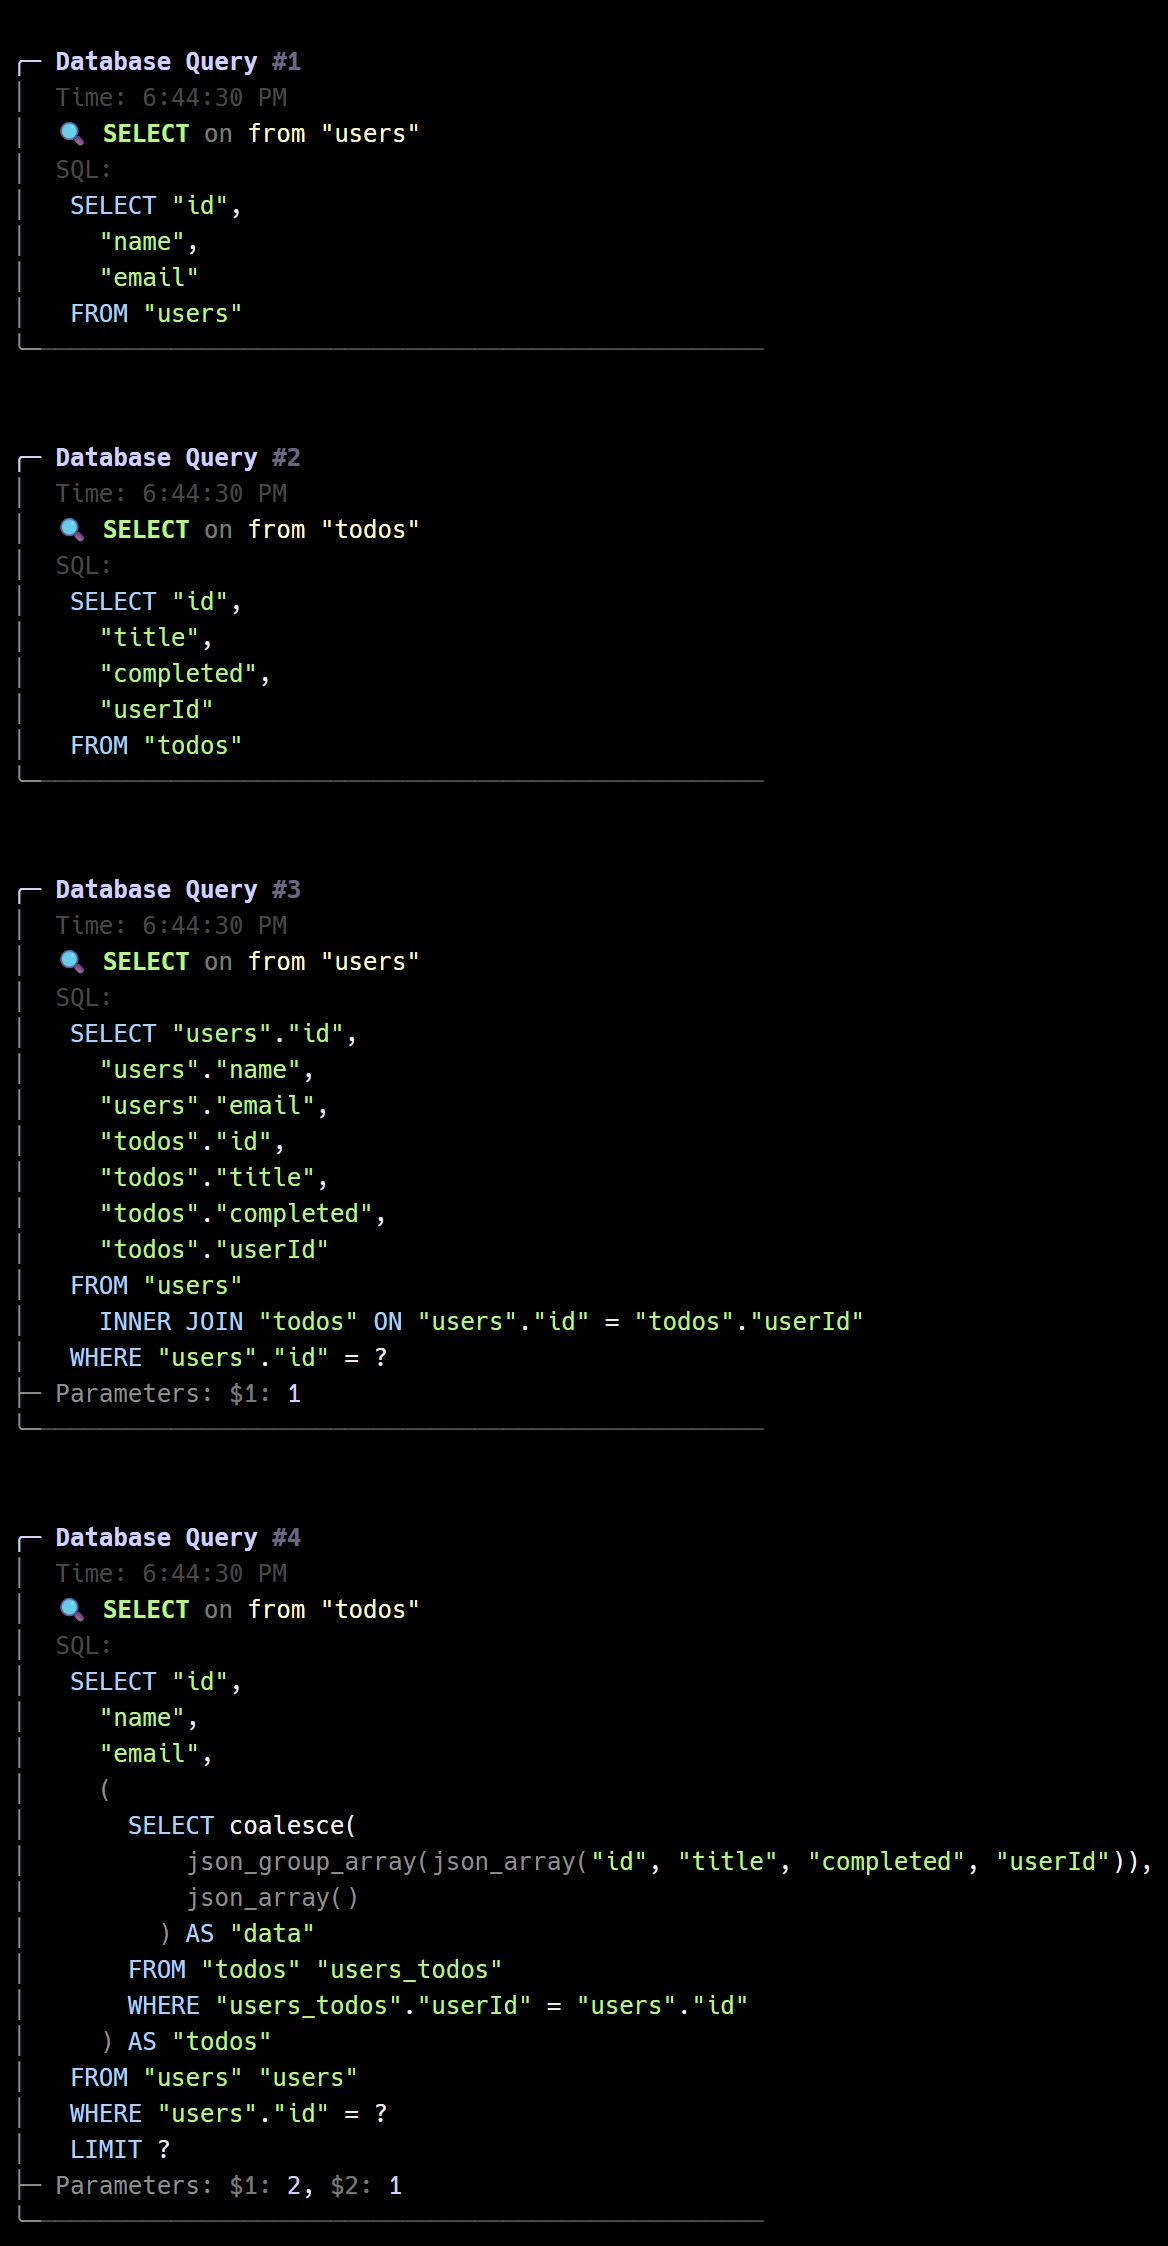 Database Query #1
Time: 6:44:30 PM
🔍 SELECT on from "users"
SQL:
SELECT "id",
"name",
"email"
FROM "users"
Database Query #2
Time: 6:44:30 PM
🔍 SELECT on from "todos"
SQL:
SELECT "id",
"title",
"completed",
"userId"
FROM "todos"
Database Query #3
Time: 6:44:30 PM
🔍 SELECT on from "users"
SQL:
SELECT "users"."id",
"users"."name",
"users"."email",
"todos"."id",
"todos"."title",
"todos"."completed",
"todos"."userId"
FROM "users"
INNER JOIN "todos" ON "users"."id" = "todos"."userId"
WHERE "users"."id" = ?
Parameters: $1: 1
Database Query #4
Time: 6:44:30 PM
🔍 SELECT on from "todos"
SQL:
SELECT "id",
"name",
"email",
(
SELECT coalesce(
json_group_array(json_array("id", "title", "completed", "userId")),
json_array()
) AS "data"
FROM "todos" "users_todos"
WHERE "users_todos"."userId" = "users"."id"
) AS "todos"
FROM "users" "users"
WHERE "users"."id" = ?
LIMIT ?
Parameters: $1: 2, $2: 1